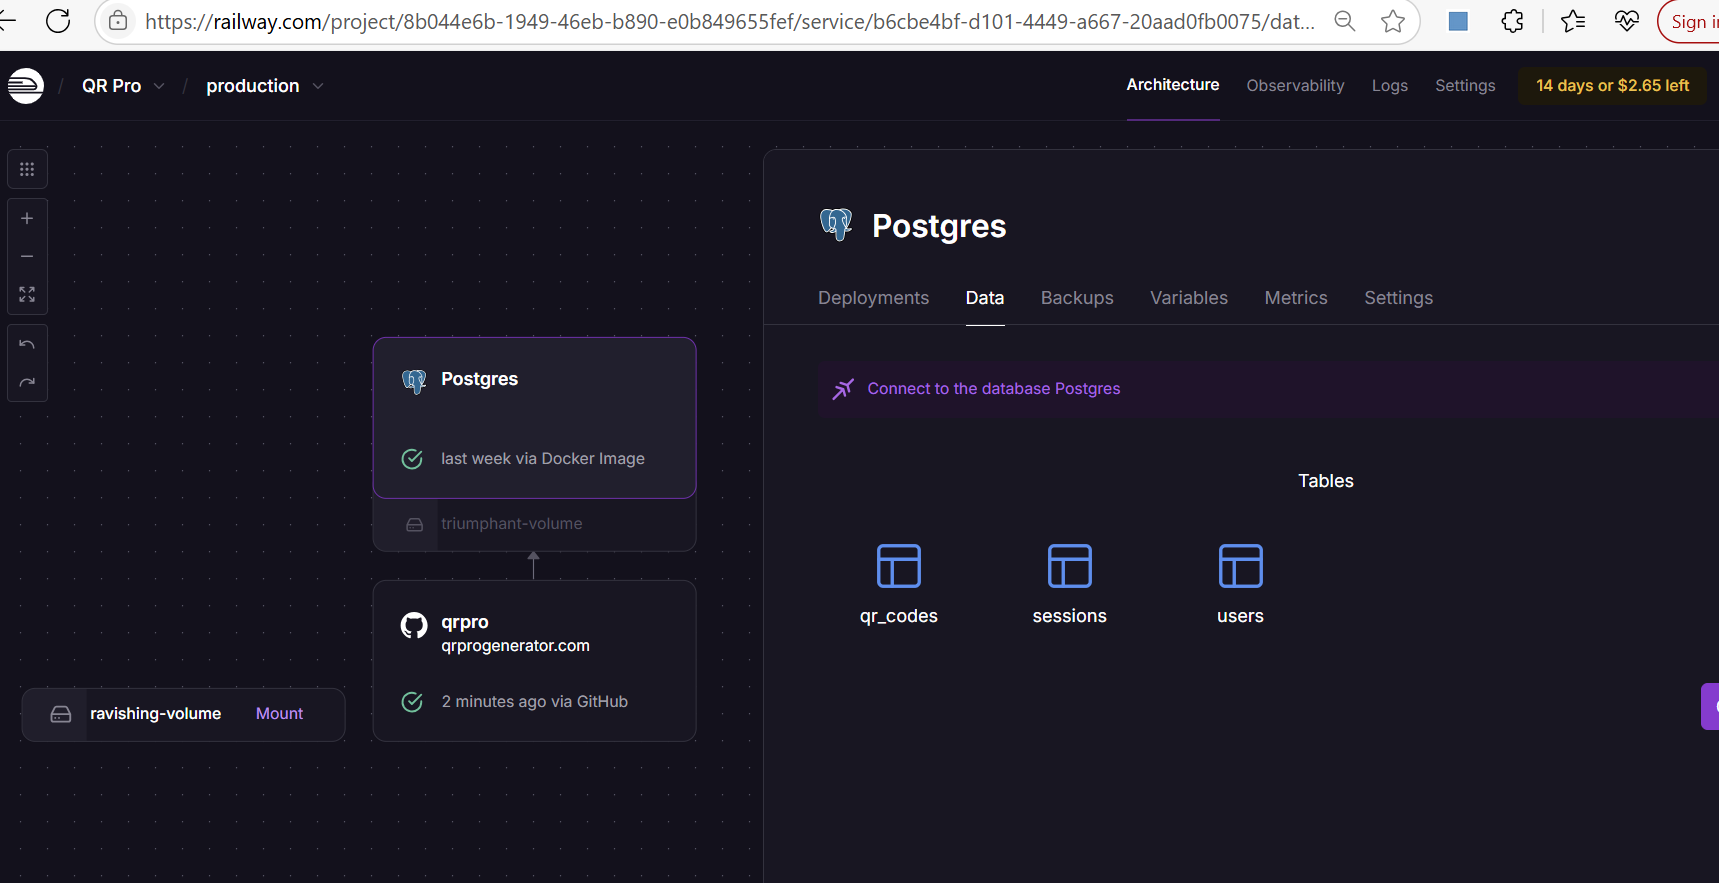 https://railway.com/project/8b044e6b-1949-46eb-b890-e0b849655fef/service/b6cbe4bf-d101-4449-a667-20aad0fb0075/dat...
Sign i
/ QR Pro / production
Architecture Observability Logs Settings 14 days or $2.65 left
Postgres
last week via Docker Image
triumphant-volume
qrpro
qrprogenerator.com
2 minutes ago via GitHub
ravishing-volume Mount
Postgres
Deployments Data Backups Variables Metrics Settings
Connect to the database Postgres
Tables
qr_codes sessions users